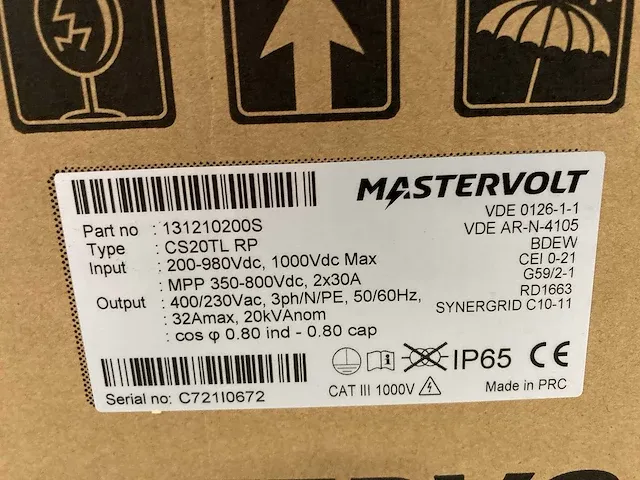 MASTERVOLT
Part no : 131210200S
Type : CS20TL RP
Input : 200-980Vdc, 1000Vdc Max
: MPP 350-800Vdc, 2x30A
Output : 400/230Vac, 3ph/N/PE, 50/60Hz,
: 32Amax, 20kVAnom
: cos φ 0.80 ind - 0.80 cap
VDE 0126-1-1
VDE AR-N-4105
BDEW
CEI 0-21
G59/2-1
RD1663
SYNERGRID C10-11
IP65 CE
CAT III 1000V
Made in PRC
Serial no: C721I0672